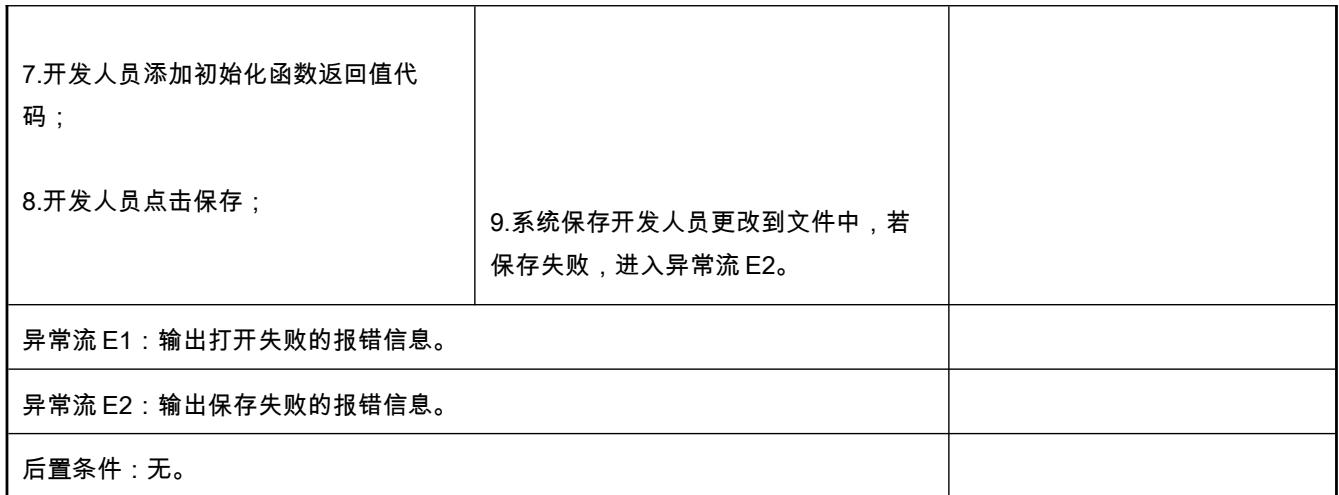 7.开发人员添加初始化函数返回值代
码；
8.开发人员点击保存；
9.系统保存开发人员更改到文件中，若
保存失败，进入异常流 E2。
异常流 E1：输出打开失败的报错信息。
异常流 E2：输出保存失败的报错信息。
后置条件：无。